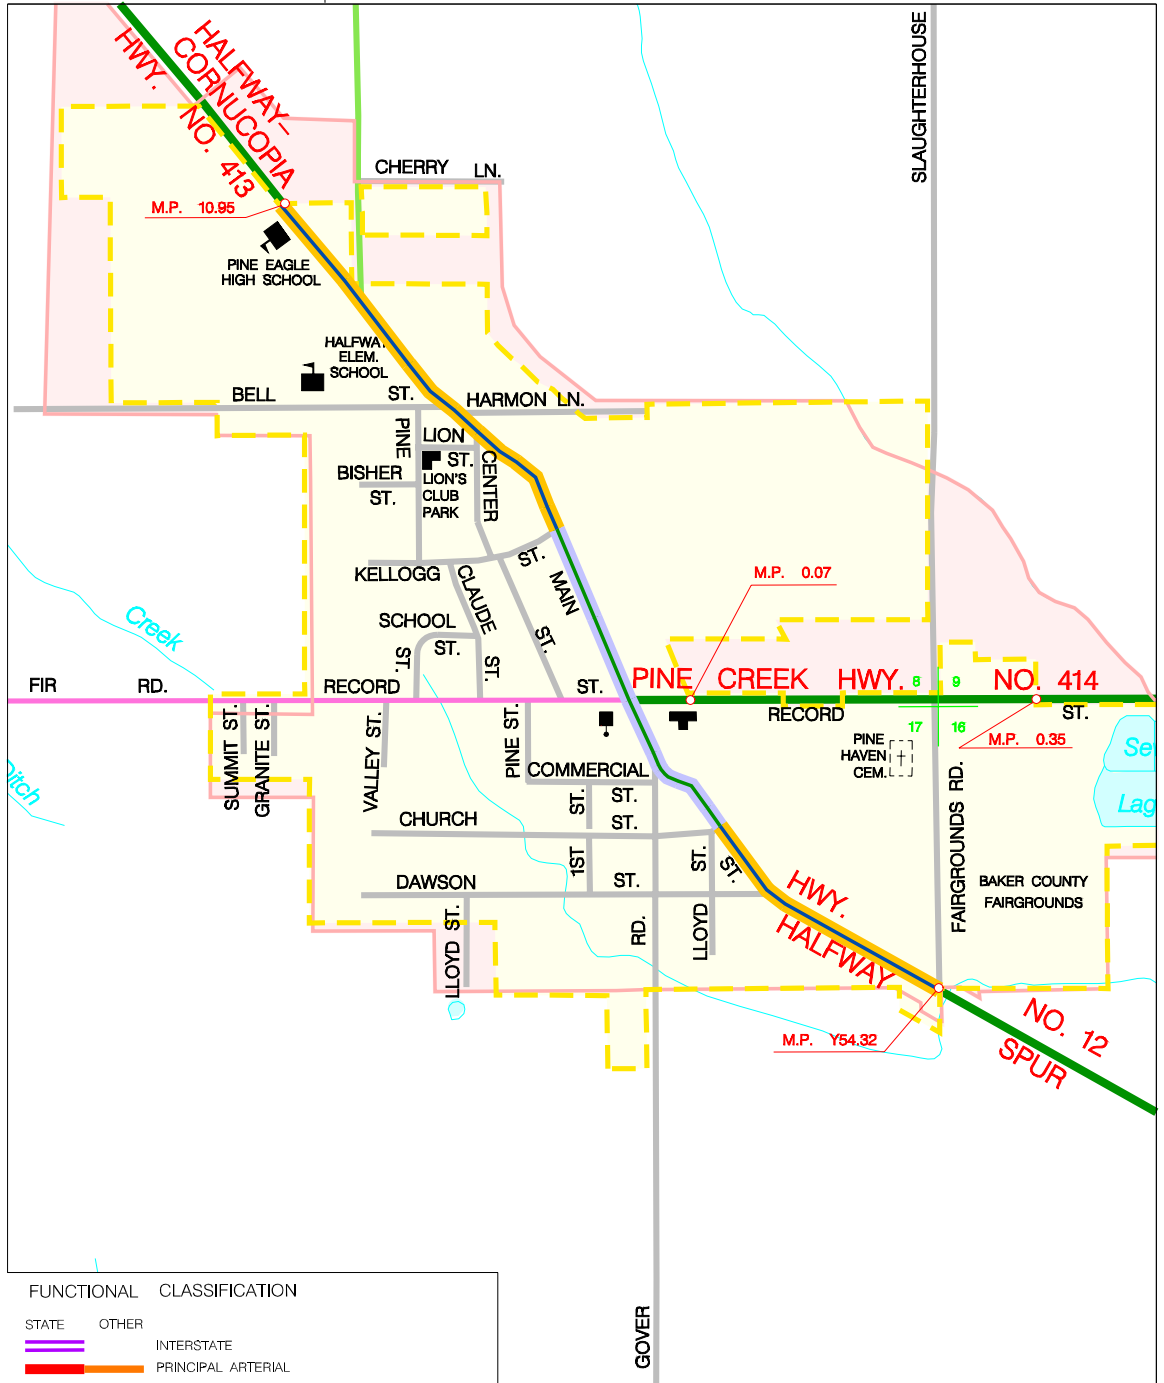 HALFWAY-
CORNUCOPIA
HWY. NO. 413
SLAUGHTERHOUSE
CHERRY LN.
M.P. 10.95
PINE EAGLE
HIGH SCHOOL
ELEM.
SCHOOL
BELL ST.
HARMON LN.
PINE
LION
ST.
CENTER
ST.
BISHER
ST.
LION'S
CLUB
PARK
KELLOGG
ST.
CLAUDE
ST.
MAIN
ST.
M.P. 0.07
Creek
SCHOOL
ST.
ST.
FIR RD.
RECORD ST.
PINE CREEK HWY. NO. 414
8 9
17 16
RECORD ST.
M.P. 0.35
PINE
HAVEN
CEM.
SUMMIT ST.
GRANITE ST.
VALLEY ST.
PINE ST.
COMMERCIAL
ST.
Ditch
Lag
CHURCH
ST.
1ST
ST.
DAWSON
ST.
LLOYD
ST.
LLOYD ST.
HWY.
HALFWAY
FAIRGROUNDS RD.
BAKER COUNTY
FAIRGROUNDS
RD.
NO. 12
SPUR
M.P. Y54.32
GOVER
FUNCTIONAL CLASSIFICATION
STATE OTHER
INTERSTATE
PRINCIPAL ARTERIAL